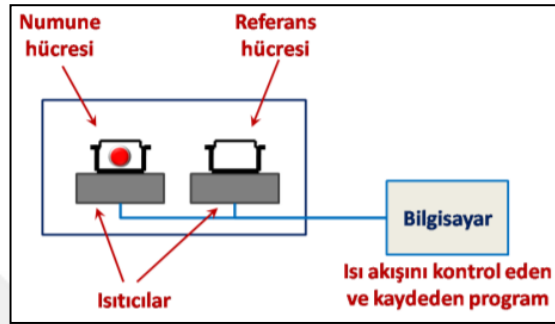 Numune
hücresi
Referans
hücresi
Isıtıcılar
Bilgisayar
Isı akışını kontrol eden
ve kaydeden program